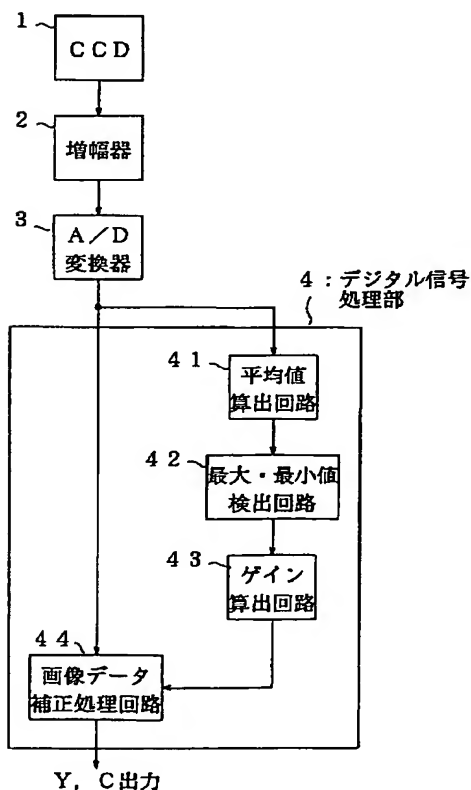 1
CCD
2
増幅器
3
A/D
変換器
4:デジタル信号
処理部
41
平均値
算出回路
42
最大・最小値
検出回路
43
ゲイン
算出回路
44
画像データ
補正処理回路
Y, C出力